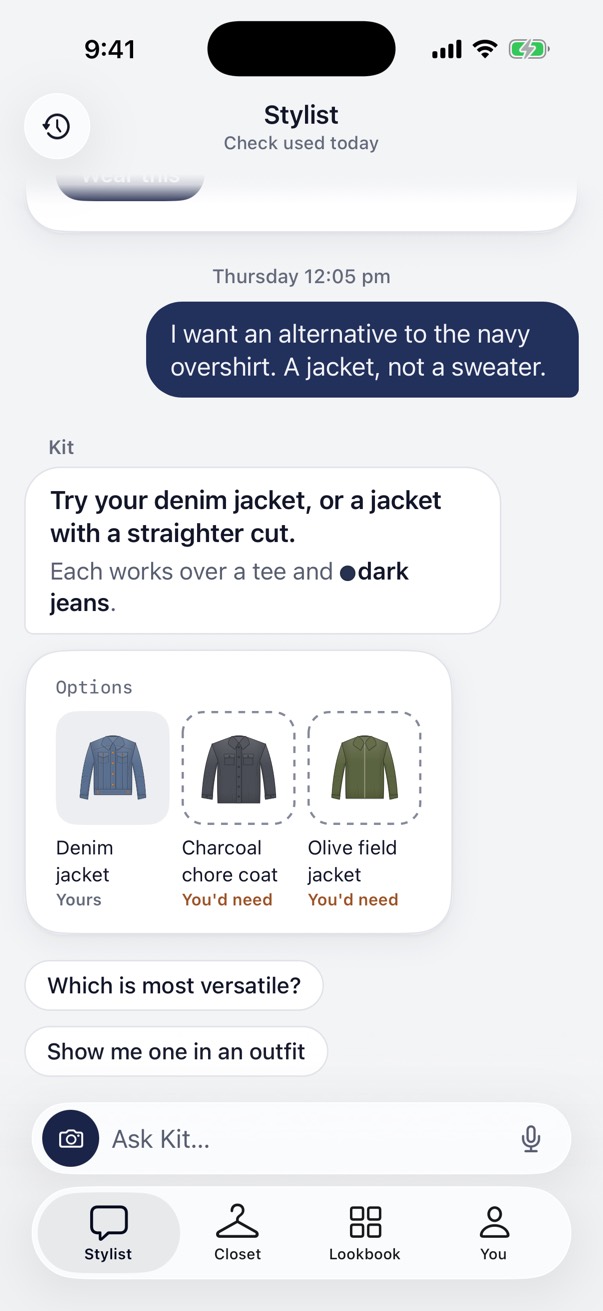 9:41
Stylist
Check used today
Wear this
Thursday 12:05 pm
I want an alternative to the navy
overshirt. A jacket, not a sweater.
Kit
Try your denim jacket, or a jacket
with a straighter cut.
Each works over a tee and dark
jeans.
Options
Denim
jacket
Yours
Charcoal
chore coat
You'd need
Olive field
jacket
You'd need
Which is most versatile?
Show me one in an outfit
Ask Kit...
Stylist
Closet
Lookbook
You